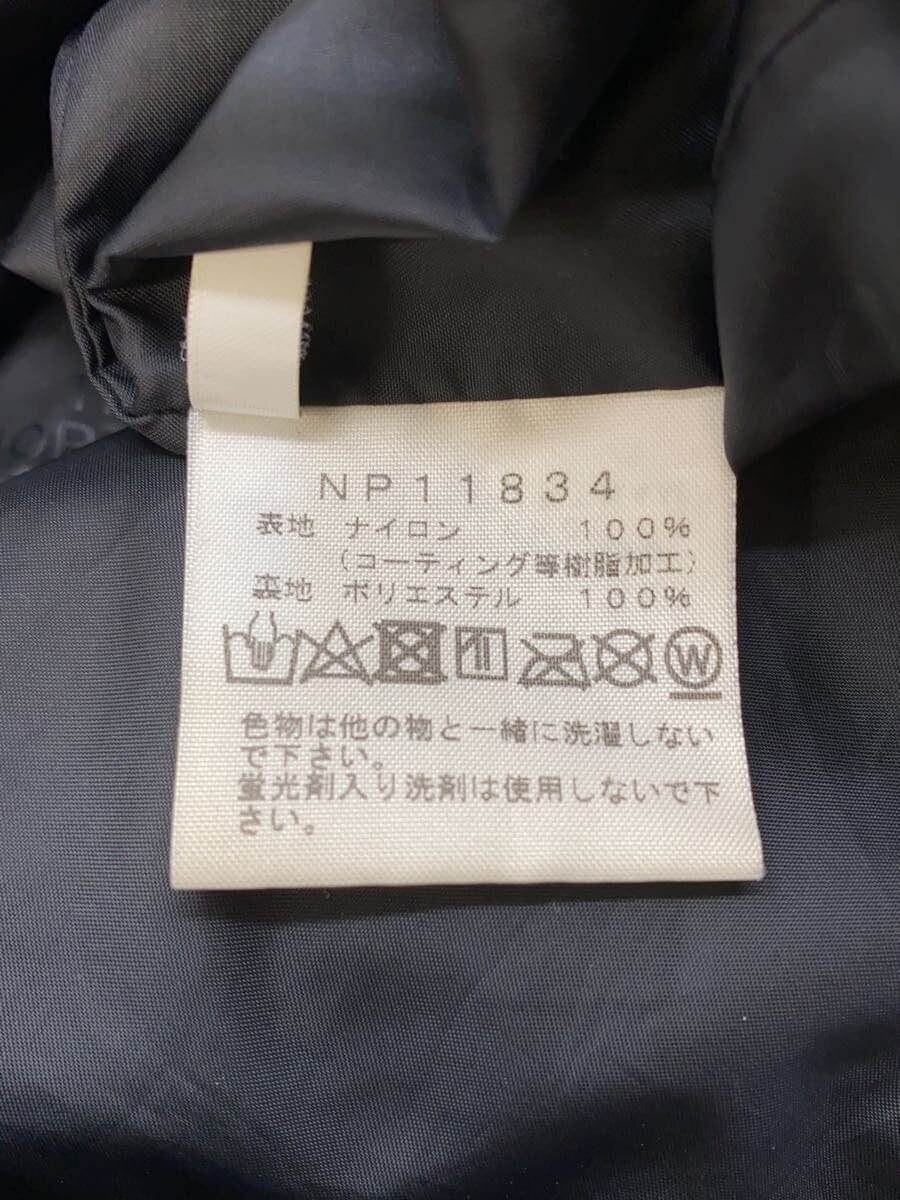 NP11834
表地 ナイロン 100%
(コーティング等樹脂加工)
裏地 ポリエステル 100%
W
色物は他の物と一緒に洗濯しない
で下さい。
蛍光剤入り洗剤は使用しないで下
さい。